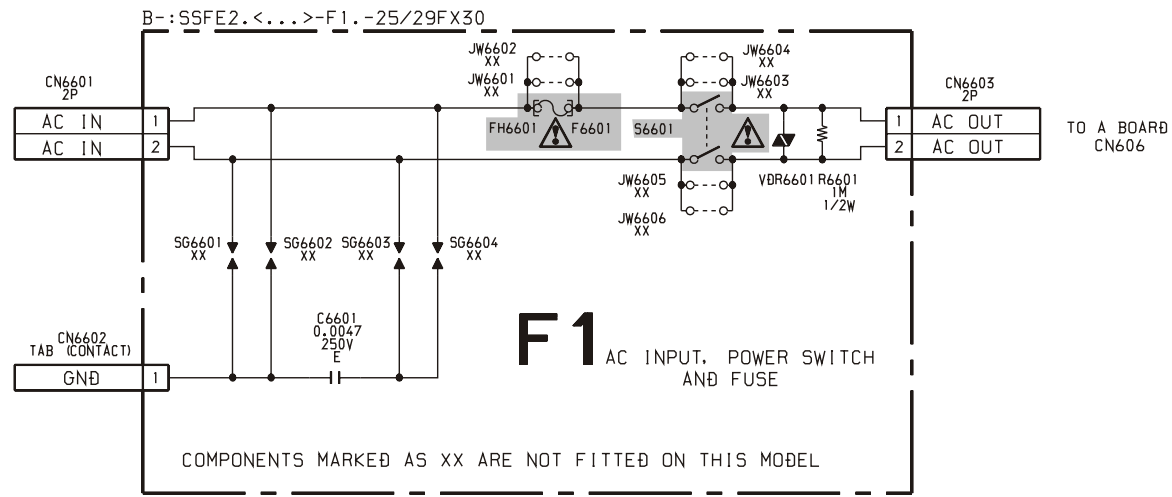 B-:SSFE2.<...>-F1.-25/29FX30
JW6602
XX
JW6601
XX
JW6604
XX
JW6603
XX
CN6601
2P
AC IN 1
AC IN 2
FH6601 F6601
S6601
CN6603
2P
1 AC OUT
2 AC OUT
TO A BOARD
CN606
VDR6601 R6601
1M
1/2W
JW6605
XX
JW6606
XX
SG6601
XX
SG6602
XX
SG6603
XX
SG6604
XX
C6601
0.0047
250V
E
CN6602
TAB (CONTACT)
GND 1
F1 AC INPUT, POWER SWITCH
AND FUSE
COMPONENTS MARKED AS XX ARE NOT FITTED ON THIS MODEL